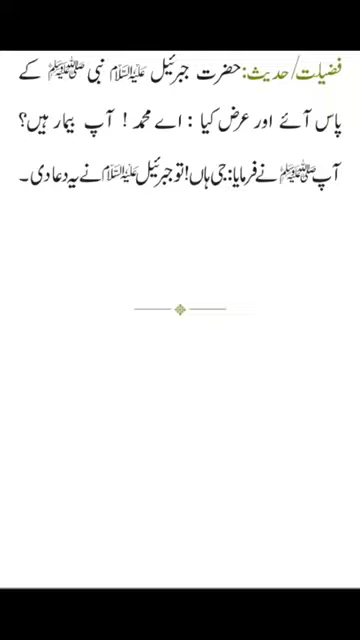 فضیلت/حدیث: حضرت جبرئیل علیہ السلام نبی ﷺ کے
پاس آئے اور عرض کیا : اے محمد ! آپ بیمار ہیں؟
آپ ﷺ نے فرمایا: جی ہاں! تو جبرئیل علیہ السلام نے یہ دعا دی ۔